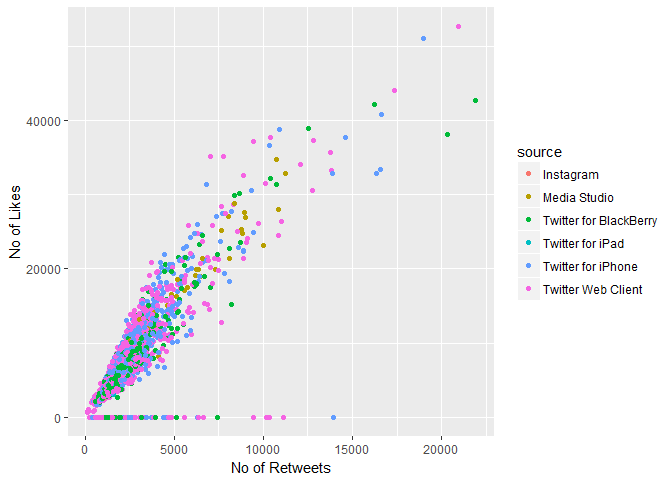 40000
20000
0
No of Likes
0 5000 10000 15000 20000
No of Retweets
source
Instagram
Media Studio
Twitter for BlackBerry
Twitter for iPad
Twitter for iPhone
Twitter Web Client